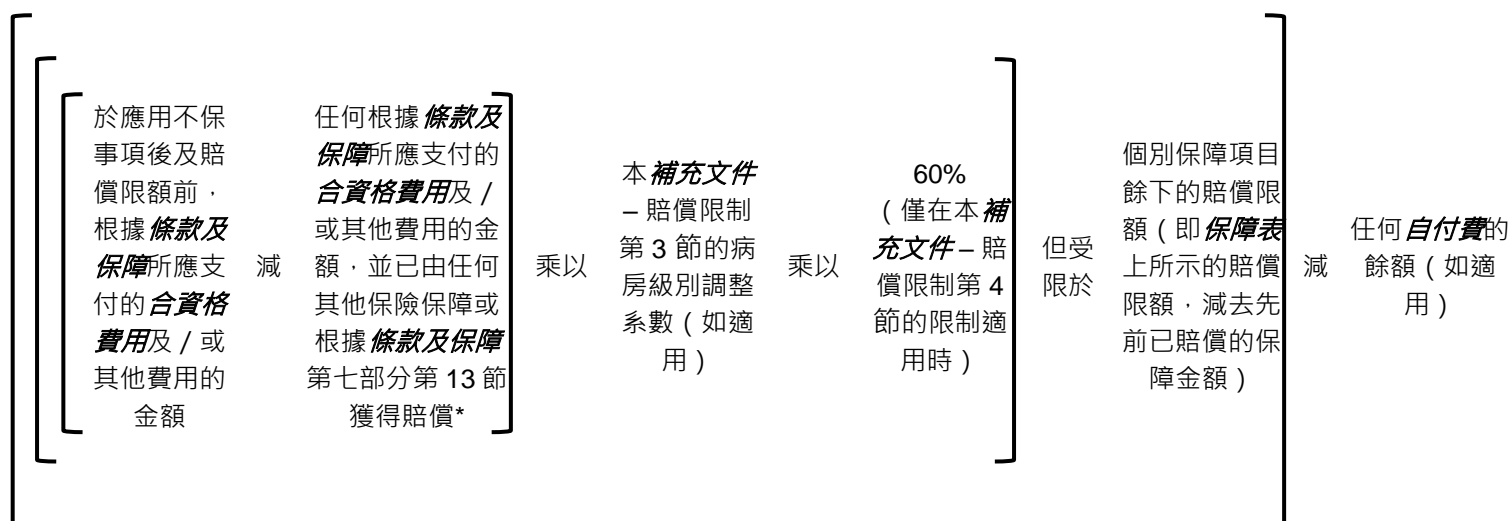 於應用不保
事項後及賠
償限額前，
根據條款及
保障所應支
付的合資格
費用及 / 或
其他費用的
金額
減
任何根據條款及
保障所應支付的
合資格費用及 /
或其他費用的金
額，並已由任何
其他保險保障或
根據條款及保障
第七部分第 13 節
獲得賠償*
乘以
本補充文件
– 賠償限制
第 3 節的病
房級別調整
系數（如適
用）
乘以
60%
（僅在本補
充文件 – 賠
償限制第 4
節的限制適
用時）
但受
限於
個別保障項目
餘下的賠償限
額（即保障表
上所示的賠償
限額，減去先
前已賠償的保
障金額）
減
任何自付費的
餘額（如適
用）